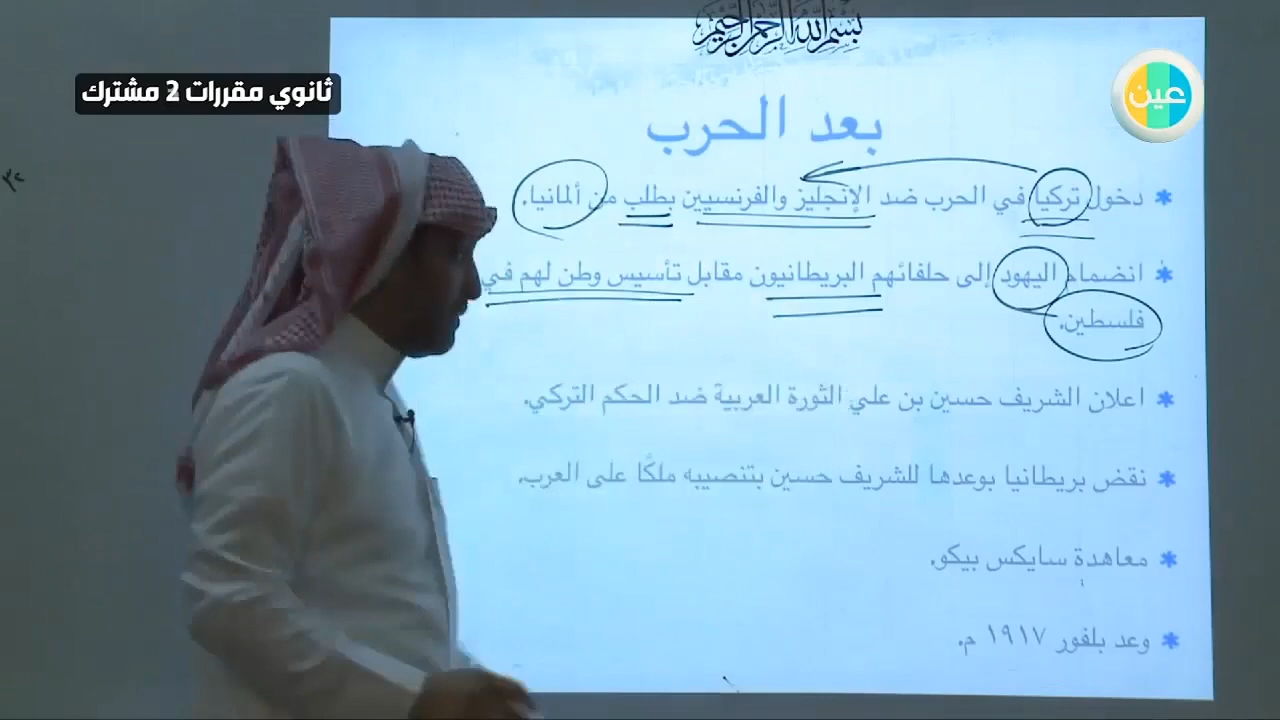 بسم الله الرحمن الرحيم
ثانوي مقررات 2 مشترك
عين
بعد الحرب
* دخول تركيا في الحرب ضد الإنجليز والفرنسيين بطلب من ألمانيا.
* انضمام اليهود إلى حلفائهم البريطانيون مقابل تأسيس وطن لهم في
فلسطين.
* اعلان الشريف حسين بن علي الثورة العربية ضد الحكم التركي.
* نقض بريطانيا بوعدها للشريف حسين بتنصيبه ملكًا على العرب.
* معاهدة سايكس بيكو.
* وعد بلفور ١٩١٧ م.